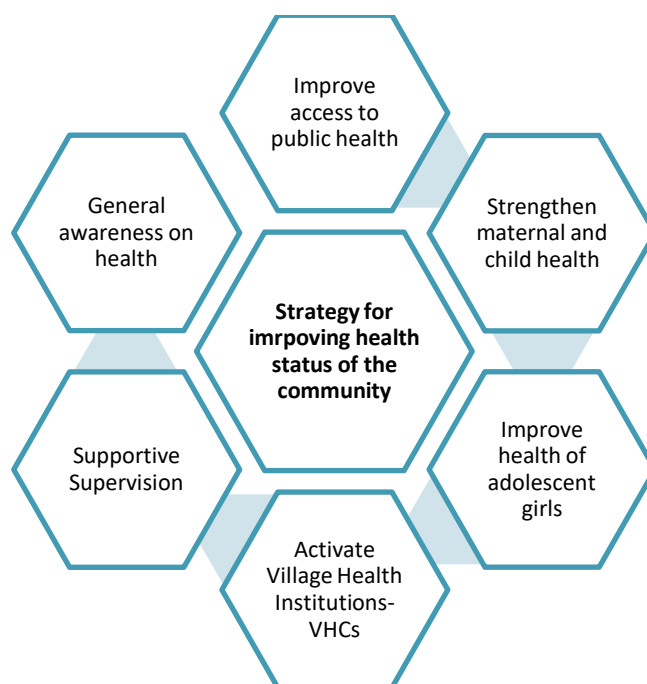 Improve
access to
public health
General
awareness on
health
Strengthen
maternal and
child health
Strategy for
imrpoving health
status of the
community
Supportive
Supervision
Improve
health of
adolescent
girls
Activate
Village Health
Institutions-
VHCs